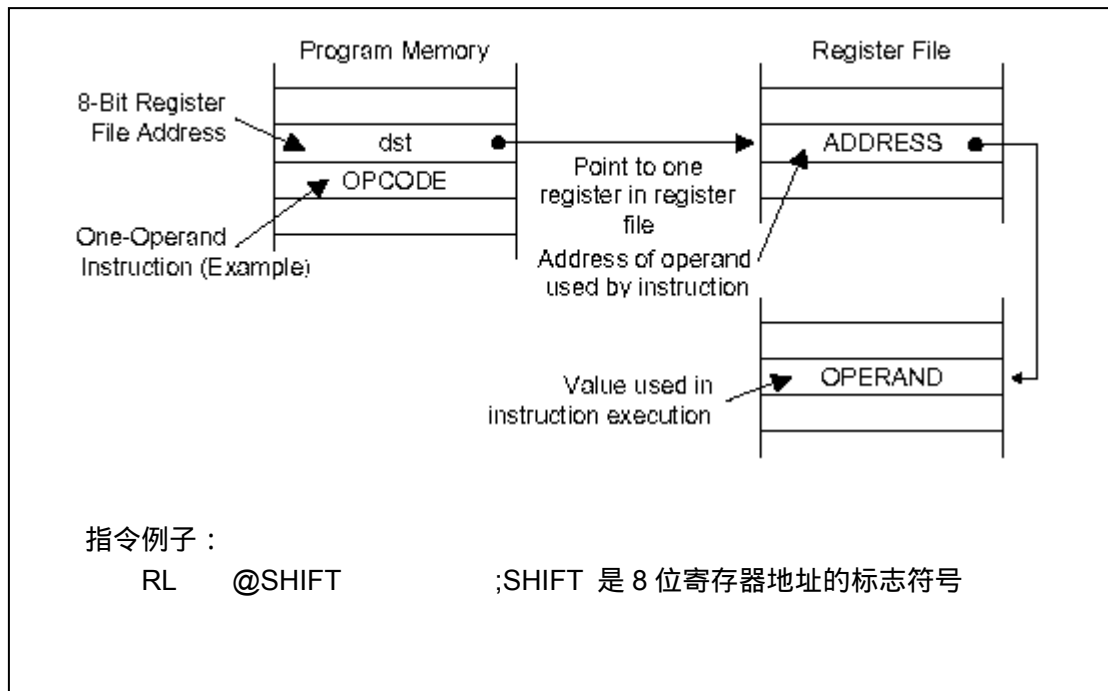 Program Memory
Register File
8-Bit Register
File Address
dst
ADDRESS
OPCODE
Point to one
register in register
file
One-Operand
Instruction (Example)
Address of operand
used by instruction
OPERAND
Value used in
instruction execution
指令例子：
RL @SHIFT ;SHIFT 是 8 位寄存器地址的标志符号